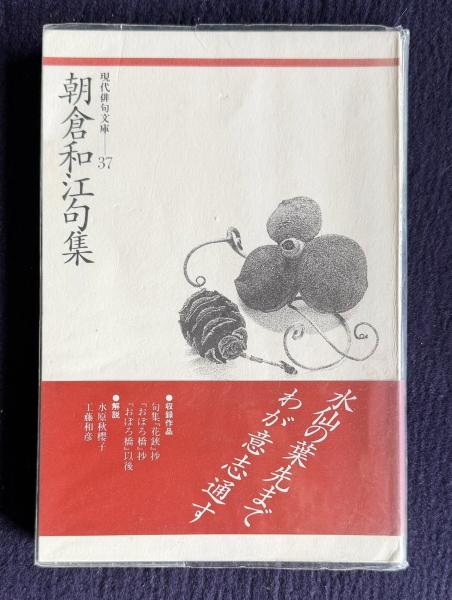 現代俳句文庫――37
朝倉和江句集
水仙の葉先まで
わが意志通す
●収録作品
句集『花鋏』抄
『おぼろ橋』抄
『おぼろ橋』以後
●解説
水原秋櫻子
工藤和彦